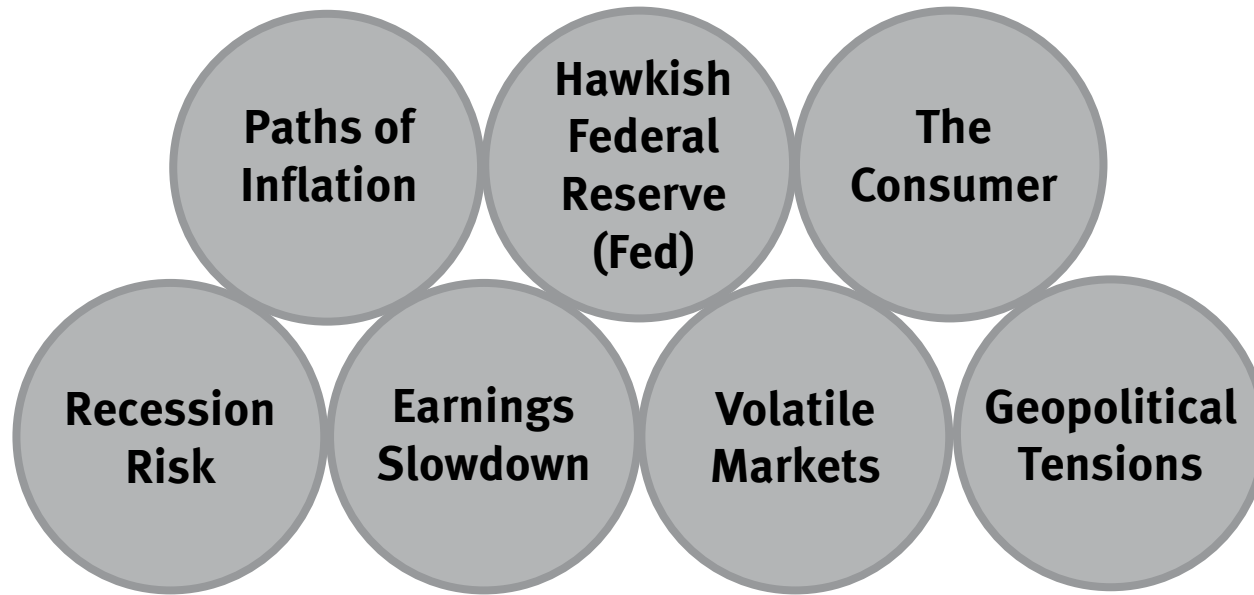 Paths of
Inflation
Hawkish
Federal
Reserve
(Fed)
The
Consumer
Recession
Risk
Earnings
Slowdown
Volatile
Markets
Geopolitical
Tensions